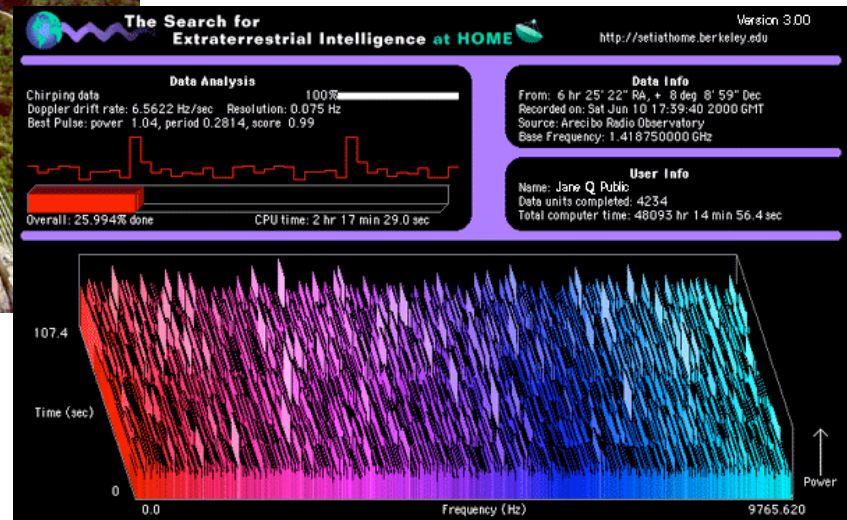 The Search for
Extraterrestrial Intelligence at HOME
Version 3.00
http://setiathome.berkeley.edu
Data Analysis
Chirping data 100%
Doppler drift rate: 6.5622 Hz/sec Resolution: 0.075 Hz
Best Pulse: power 1.04, period 0.2814, score 0.99
Overall: 25.994% done CPU time: 2 hr 17 min 29.0 sec
Data Info
From: 6 hr 25' 22" RA, + 8 deg 8' 59" Dec
Recorded on: Sat Jun 10 17:39:40 2000 GMT
Source: Arecibo Radio Observatory
Base Frequency: 1.418750000 GHz
User Info
Name: Jane Q Public
Data units completed: 4234
Total computer time: 48093 hr 14 min 56.4 sec
107.4
Time (sec)
0
0.0 Frequency (Hz) 9765.620
Power